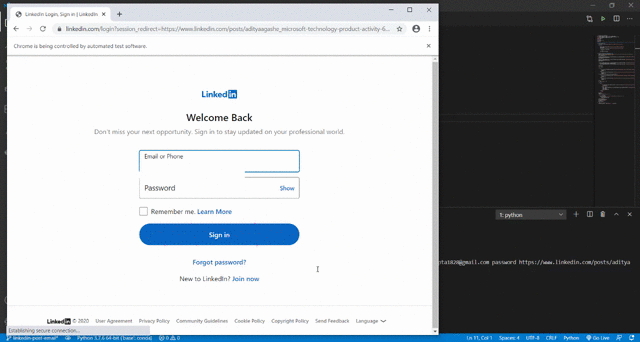 LinkedIn Login, Sign in | LinkedIn
linkedin.com/login?session_redirect=https://www.linkedin.com/posts/adityaagashe_microsoft-technology-product-activity-6...
Chrome is being controlled by automated test software.
LinkedIn
Welcome Back
Don't miss your next opportunity. Sign in to stay updated on your professional world.
Email or Phone
Password Show
Remember me. Learn More
Sign in
Forgot password?
New to LinkedIn? Join now
LinkedIn © 2020 User Agreement Privacy Policy Community Guidelines Cookie Policy Copyright Policy Send Feedback Language
Establishing secure connection...
1: python
@gmail.com password https://www.linkedin.com/posts/aditya
linkedin-post-email* Python 3.7.6 64-bit ('base': conda) 0 0 Ln 11, Col 1 Spaces: 4 UTF-8 CRLF Python Go Live